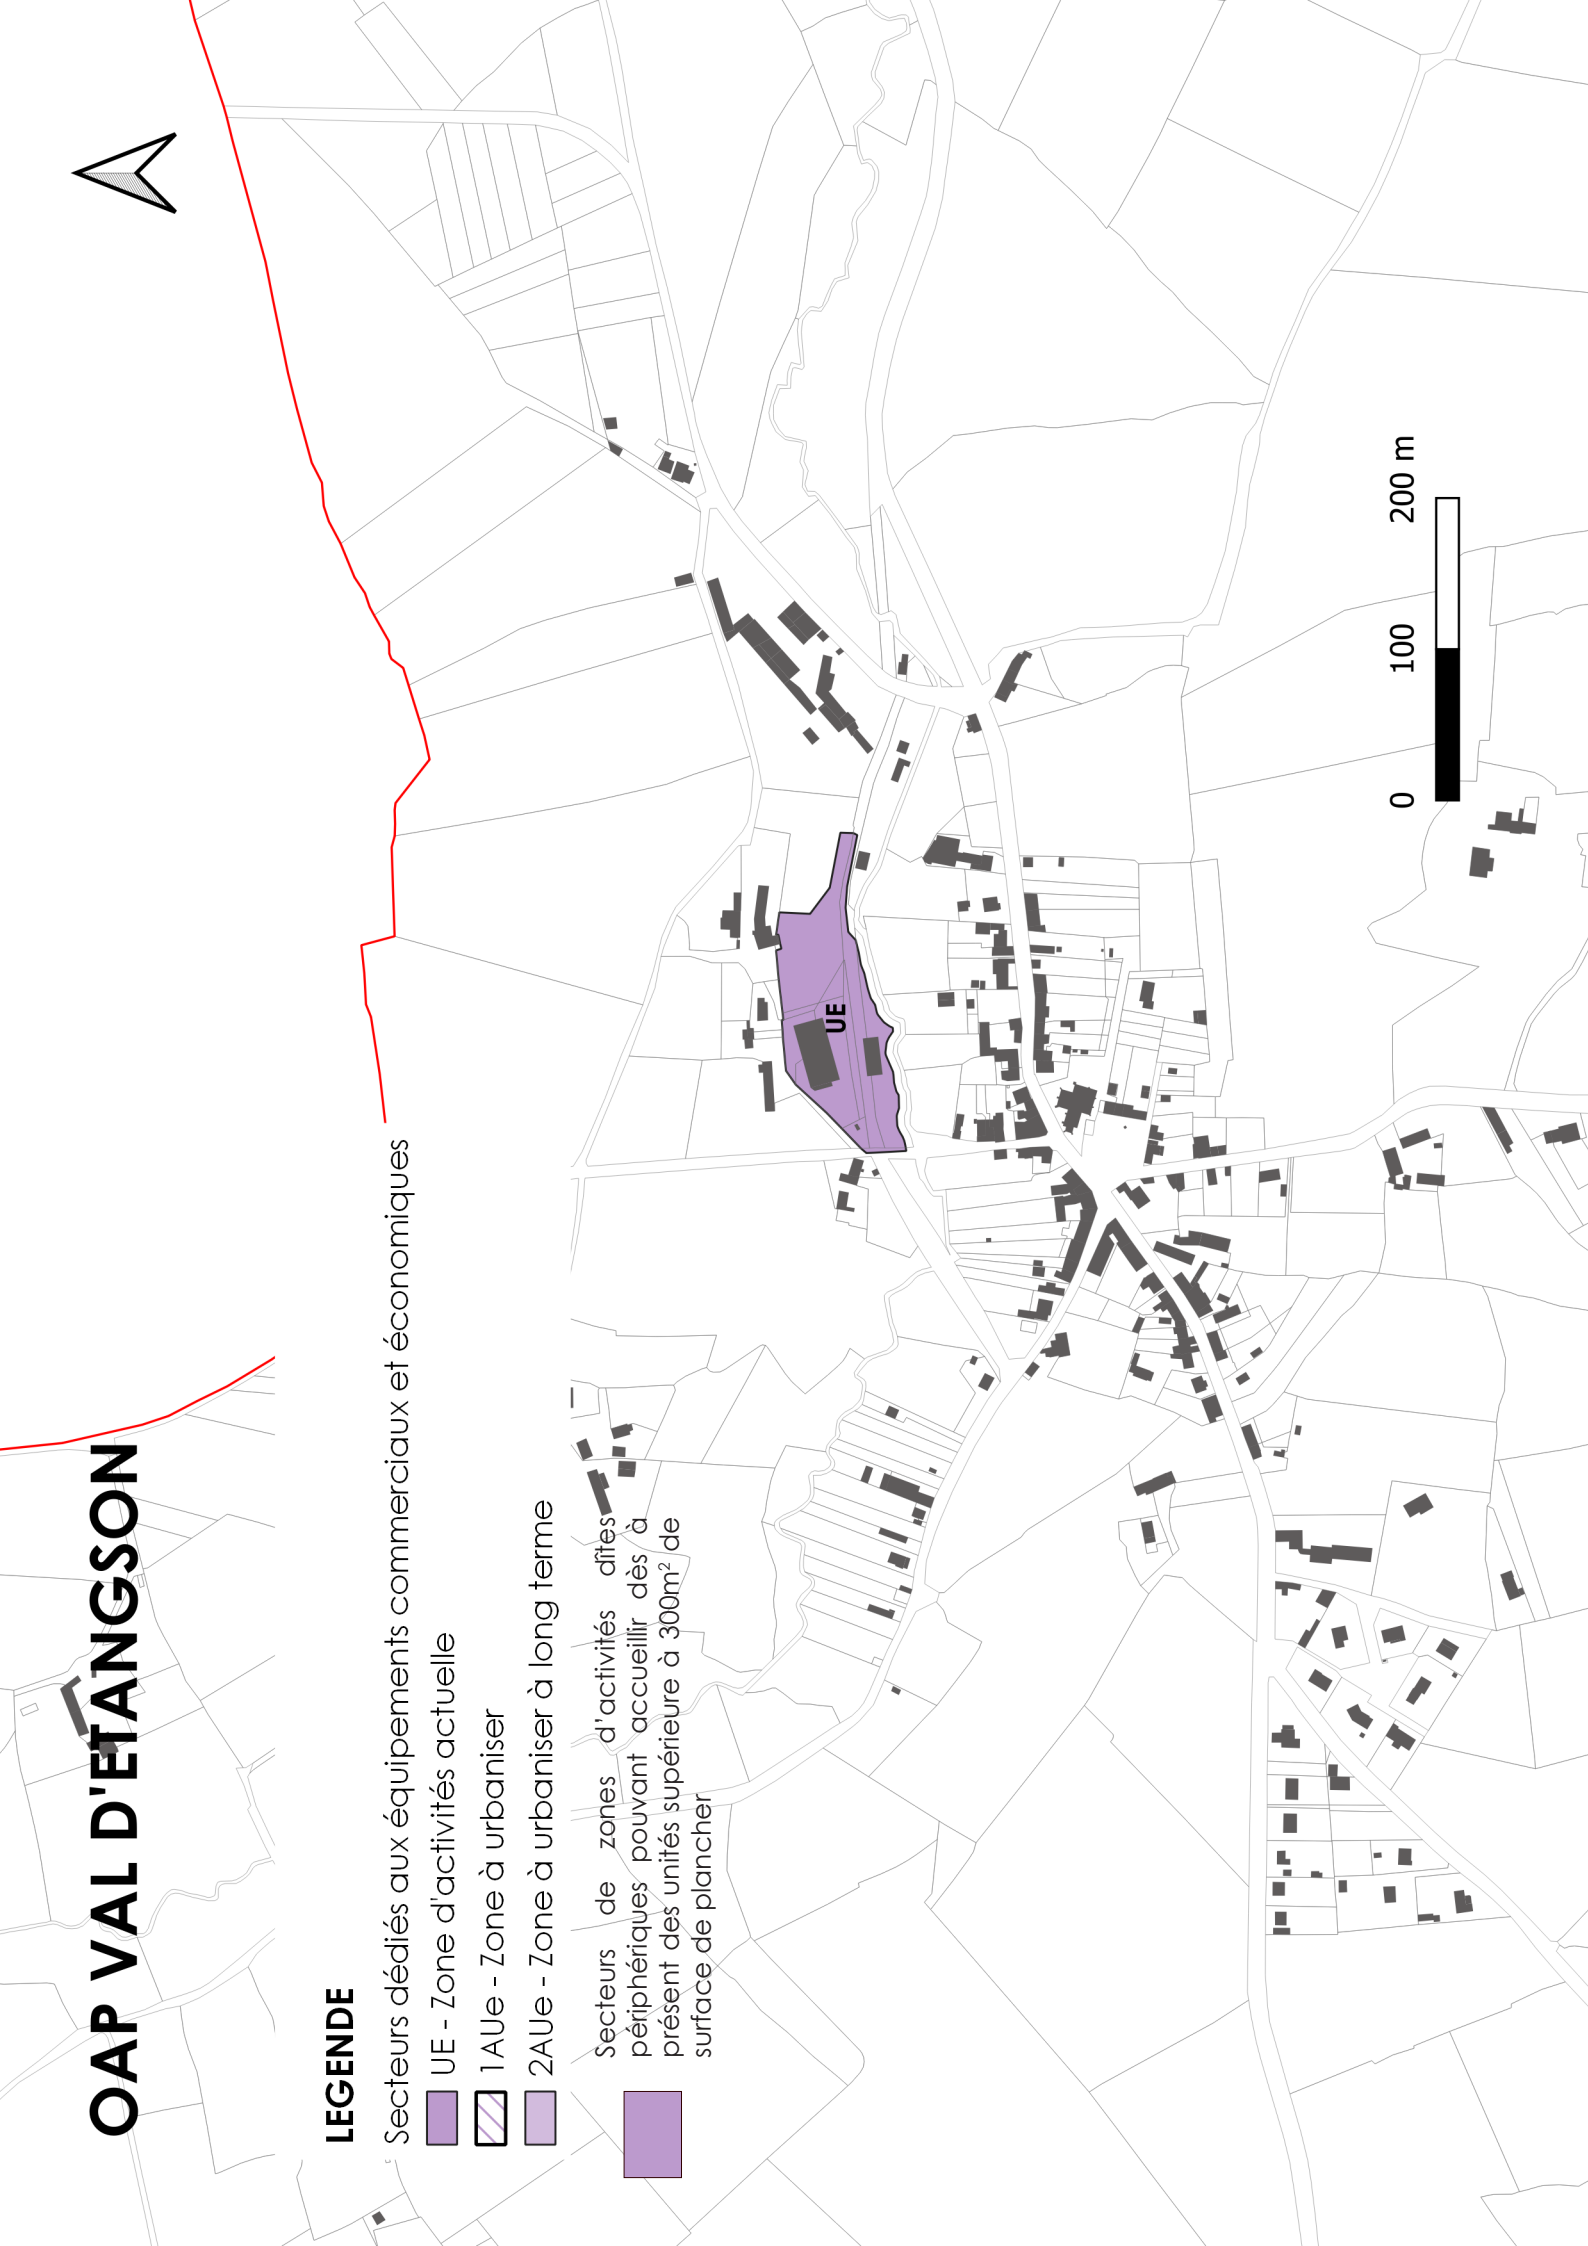 OAP VAL D'ETANGSON
LEGENDE
Secteurs dédiés aux équipements commerciaux et économiques
UE - Zone d'activités actuelle
1AUe - Zone à urbaniser
2AUe - Zone à urbaniser à long terme
Secteurs de zones d'activités dîtes
périphériques pouvant accueillir dès à
présent des unités supérieure à 300m² de
surface de plancher
UE
0 100 200 m